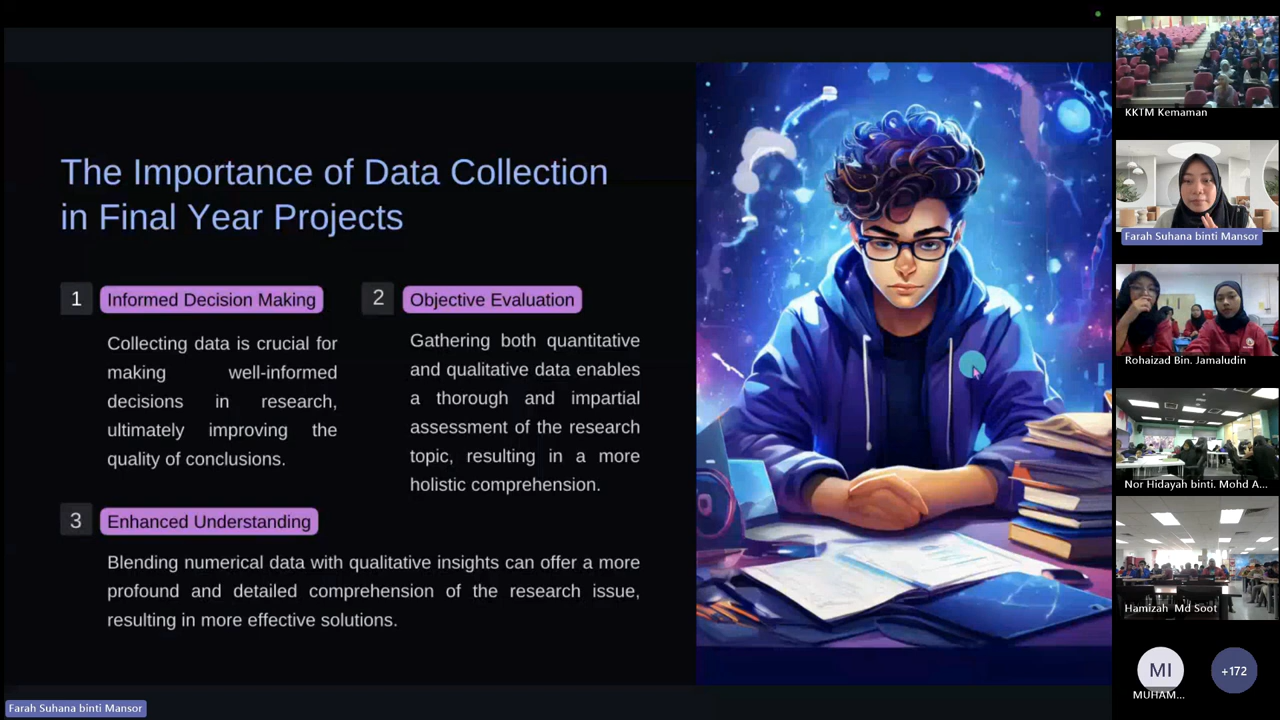 The Importance of Data Collection
in Final Year Projects
1 Informed Decision Making
Collecting data is crucial for
making well-informed
decisions in research,
ultimately improving the
quality of conclusions.
2 Objective Evaluation
Gathering both quantitative
and qualitative data enables
a thorough and impartial
assessment of the research
topic, resulting in a more
holistic comprehension.
3 Enhanced Understanding
Blending numerical data with qualitative insights can offer a more
profound and detailed comprehension of the research issue,
resulting in more effective solutions.
Farah Suhana binti Mansor
KKTM Kemaman
Farah Suhana binti Mansor
Rohaizad Bin. Jamaludin
Nor Hidayah binti. Mohd A...
Hamizah Md Soot
MI
MUHAM...
+172